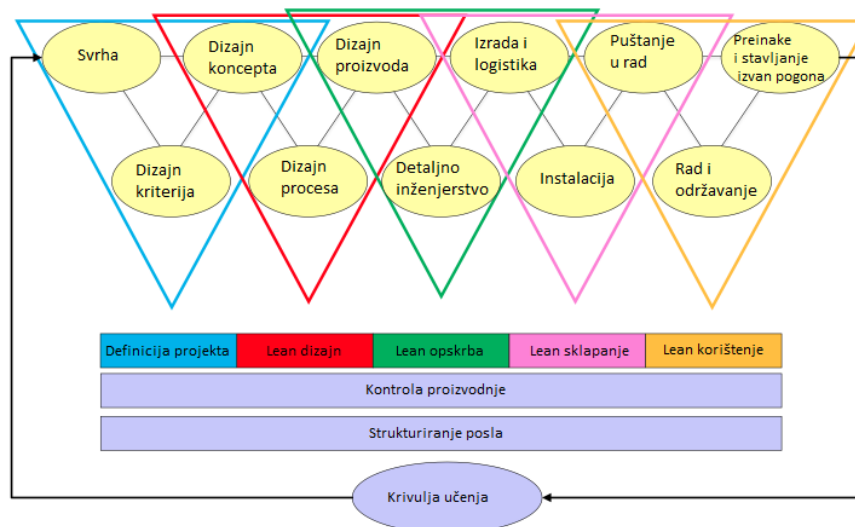 Svrha
Dizajn
koncepta
Dizajn
proizvoda
Izrada i
logistika
Puštanje
u rad
Preinake
i stavljanje
izvan pogona
Dizajn
kriterija
Dizajn
procesa
Detaljno
inženjerstvo
Instalacija
Rad i
održavanje
Definicija projekta
Lean dizajn
Lean opskrba
Lean sklapanje
Lean korištenje
Kontrola proizvodnje
Strukturiranje posla
Krivulja učenja